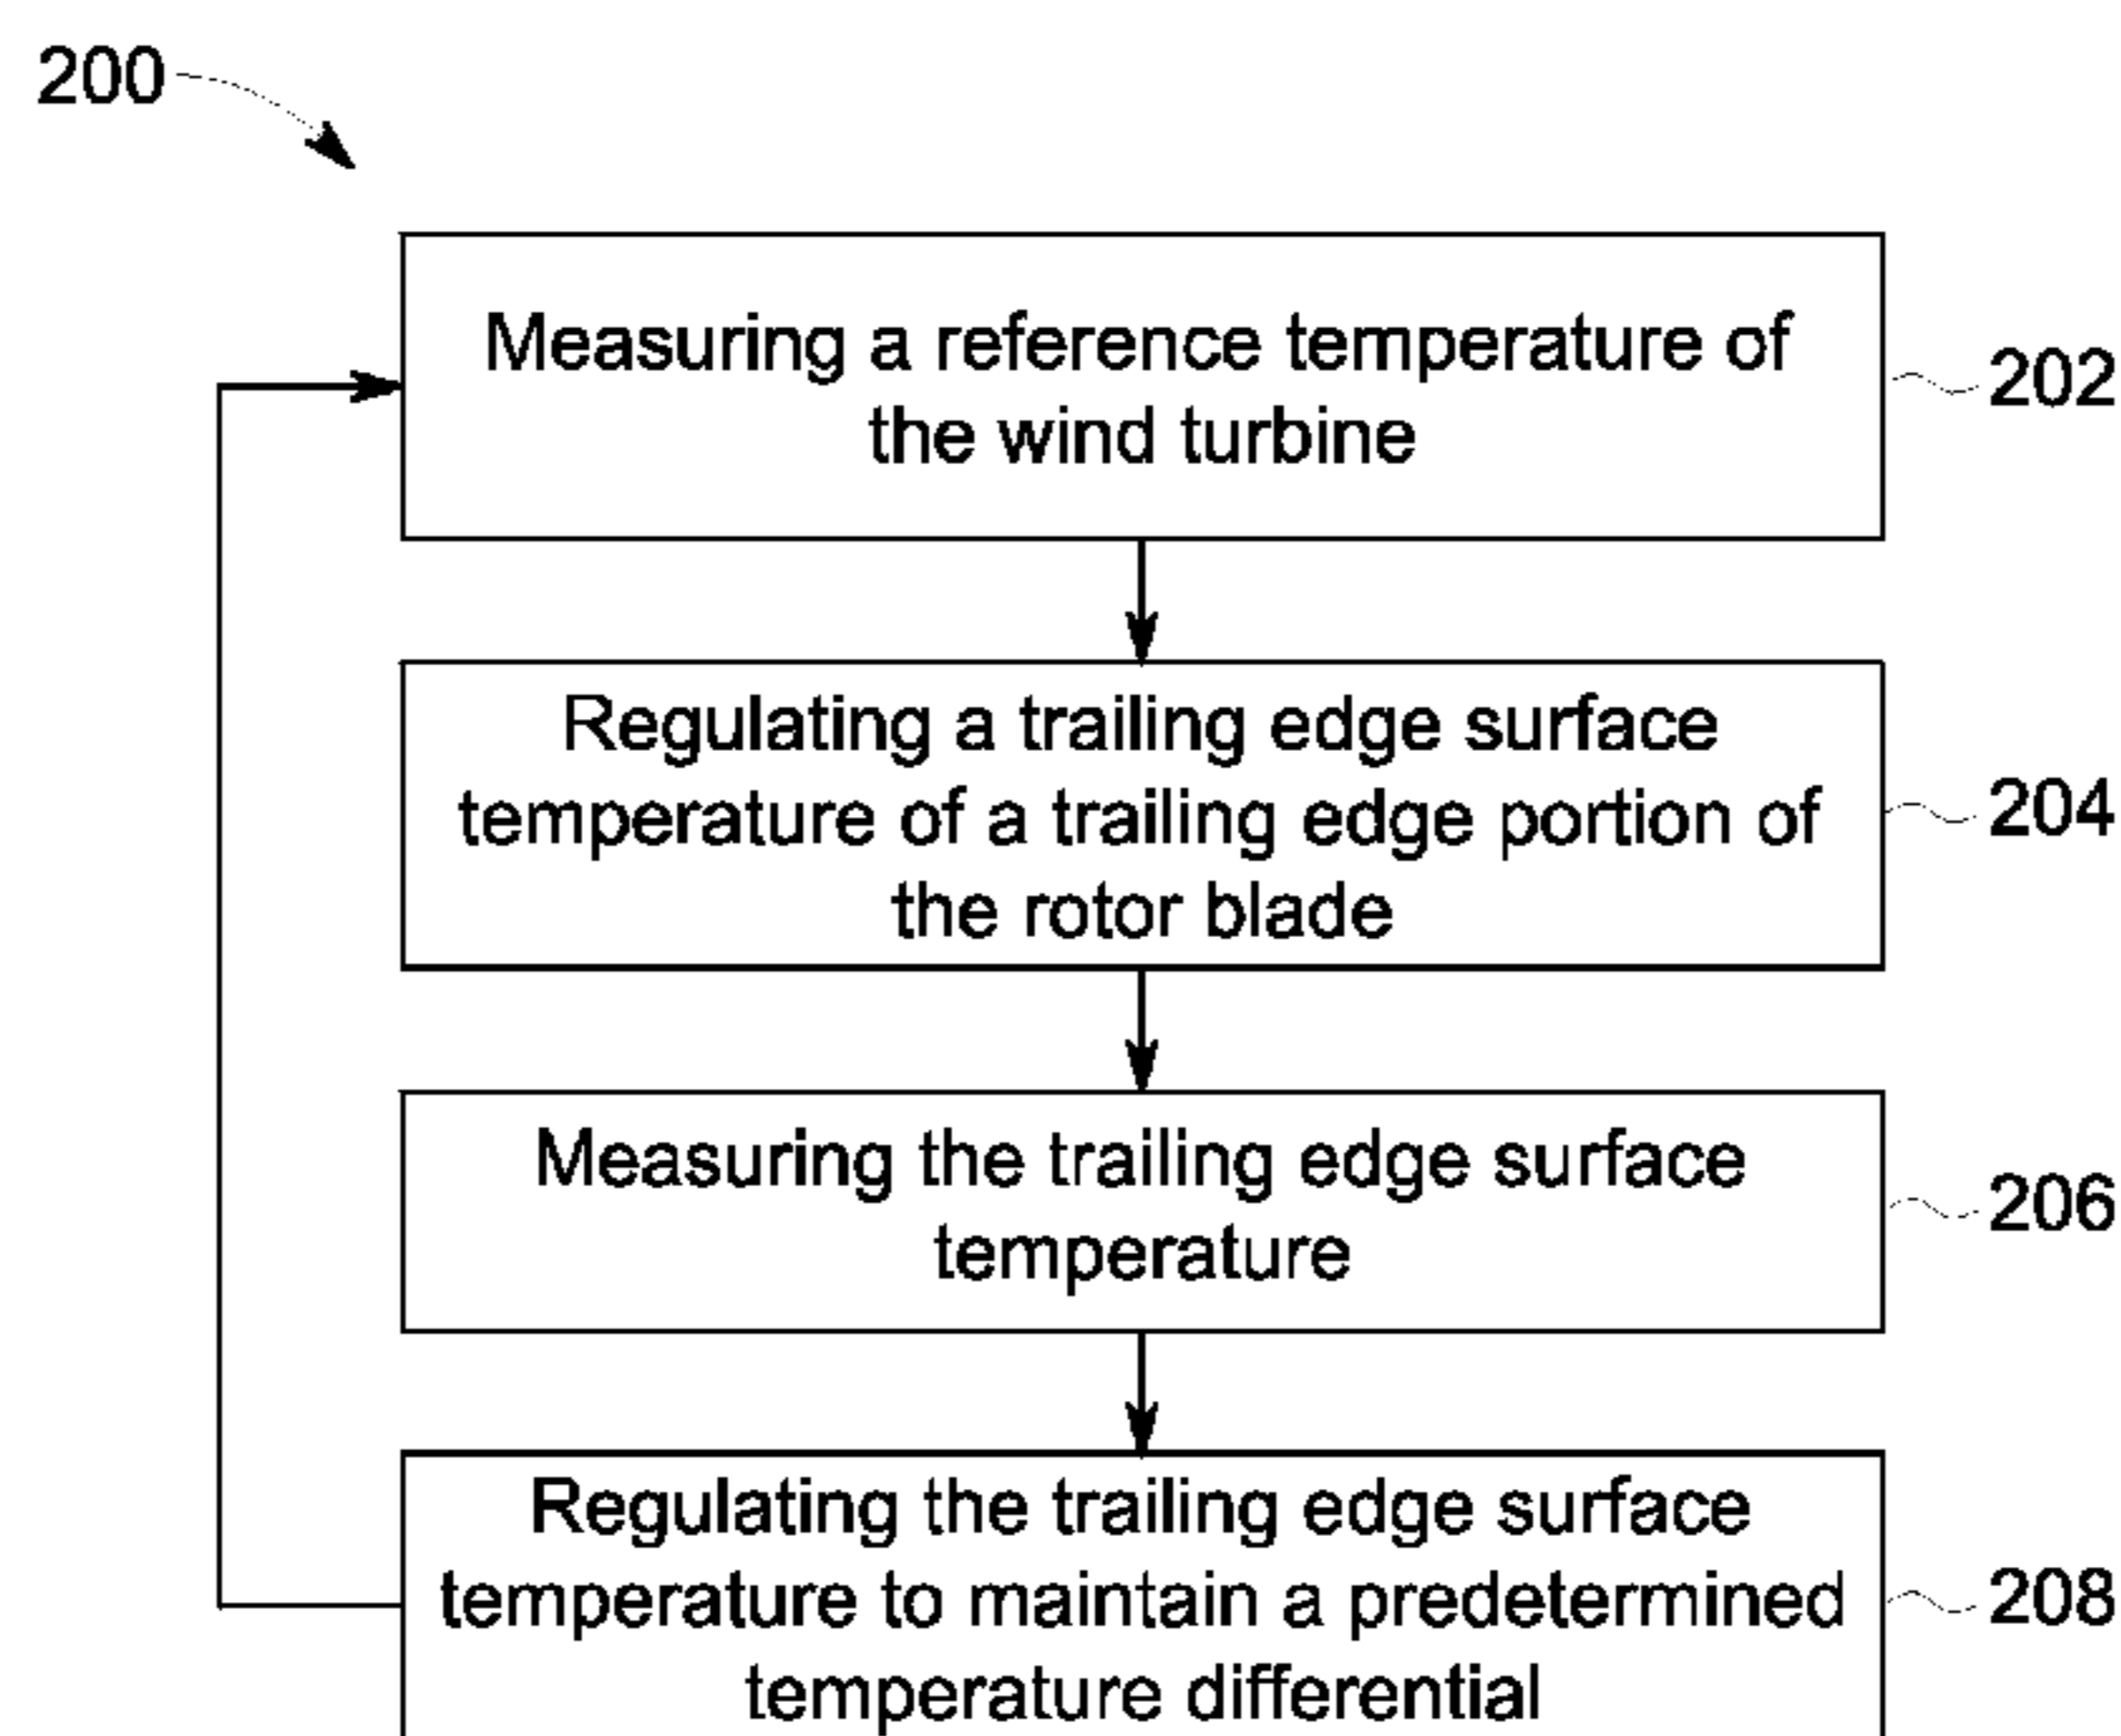 200
Measuring a reference temperature of
the wind turbine
202
Regulating a trailing edge surface
temperature of a trailing edge portion of
the rotor blade
204
Measuring the trailing edge surface
temperature
206
Regulating the trailing edge surface
temperature to maintain a predetermined
temperature differential
208